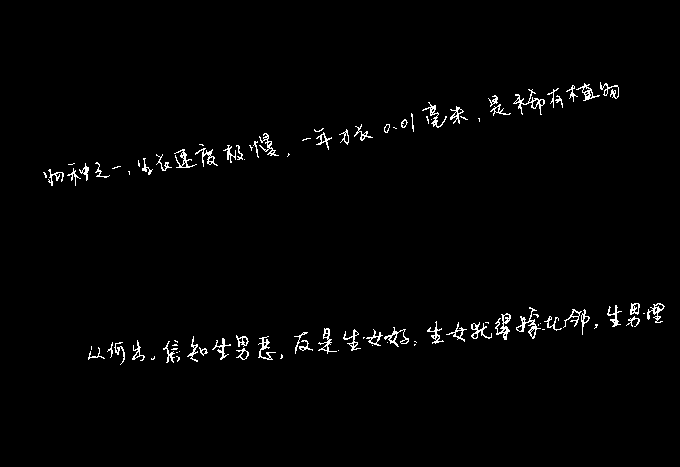 物种之一,生长速度极慢,一年才长0.01毫米,是稀有植物
从何出。信知生男恶,反是生女好。生女犹得嫁比邻,生男埋